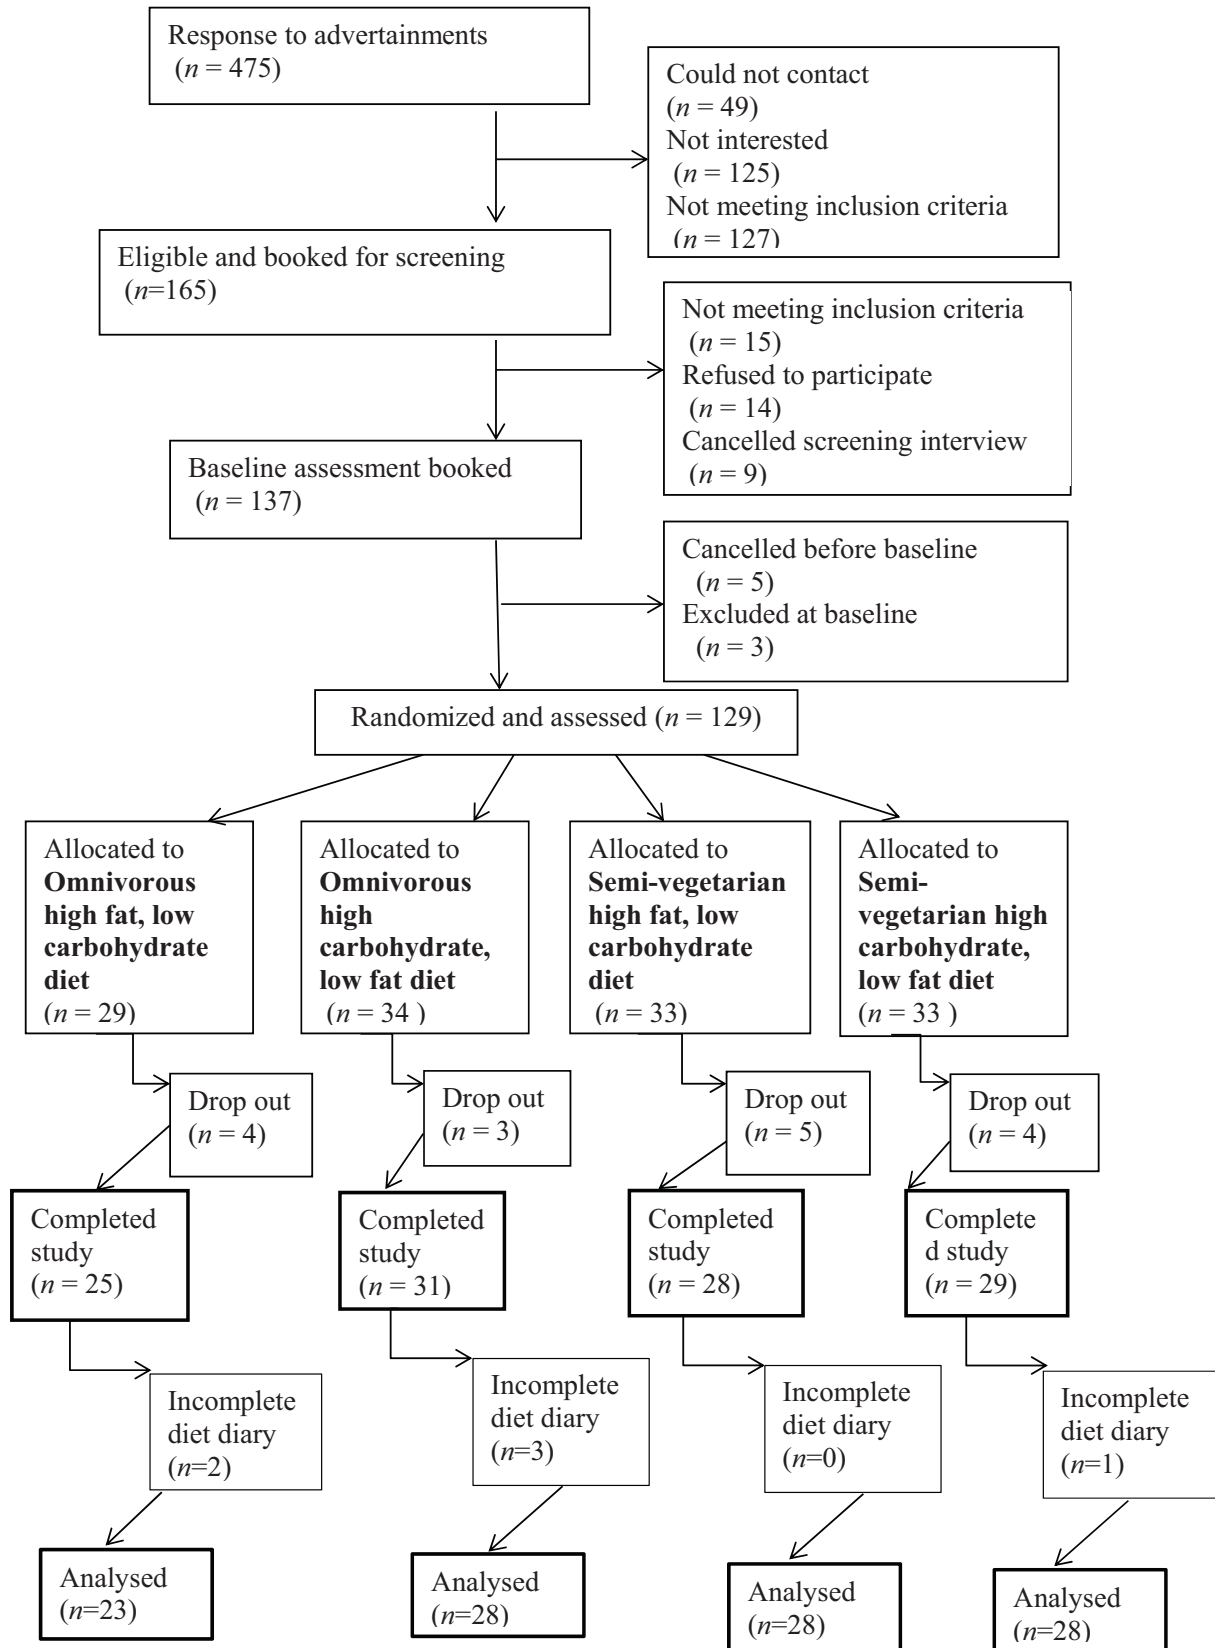 Response to advertainments
(n = 475)
Could not contact
(n = 49)
Not interested
(n = 125)
Not meeting inclusion criteria
(n = 127)
Eligible and booked for screening
(n=165)
Not meeting inclusion criteria
(n = 15)
Refused to participate
(n = 14)
Cancelled screening interview
(n = 9)
Baseline assessment booked
(n = 137)
Cancelled before baseline
(n = 5)
Excluded at baseline
(n = 3)
Randomized and assessed (n = 129)
Allocated to
Omnivorous
high fat, low
carbohydrate
diet
(n = 29)
Allocated to
Omnivorous
high
carbohydrate,
low fat diet
(n = 34 )
Allocated to
Semi-vegetarian
high fat, low
carbohydrate
diet
(n = 33)
Allocated to
Semi-
vegetarian high
carbohydrate,
low fat diet
(n = 33 )
Drop out
(n = 4)
Drop out
(n = 3)
Drop out
(n = 5)
Drop out
(n = 4)
Completed
study
(n = 25)
Completed
study
(n = 31)
Completed
study
(n = 28)
Complete
d study
(n = 29)
Incomplete
diet diary
(n=2)
Incomplete
diet diary
(n=3)
Incomplete
diet diary
(n=0)
Incomplete
diet diary
(n=1)
Analysed
(n=23)
Analysed
(n=28)
Analysed
(n=28)
Analysed
(n=28)